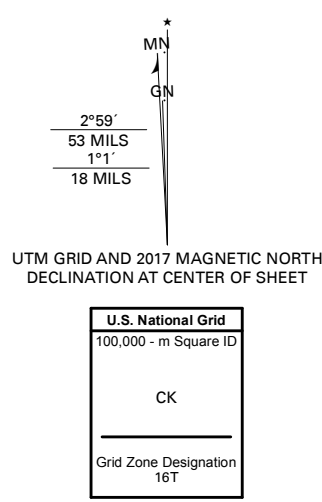 MN
GN
2°59´
53 MILS
1°1´
18 MILS
UTM GRID AND 2017 MAGNETIC NORTH
DECLINATION AT CENTER OF SHEET
U.S. National Grid
100,000 - m Square ID
CK
Grid Zone Designation
16T